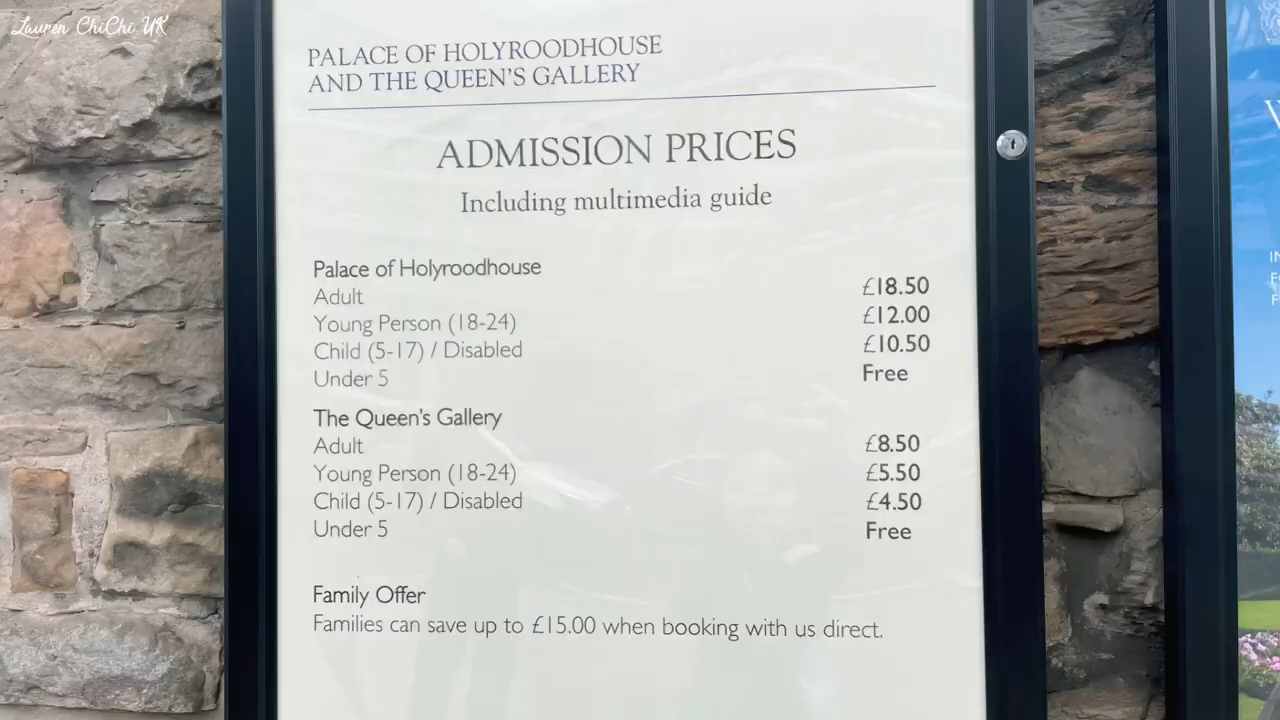 Lauren ChiChi UK
PALACE OF HOLYROODHOUSE
AND THE QUEEN'S GALLERY
ADMISSION PRICES
Including multimedia guide
Palace of Holyroodhouse
Adult £18.50
Young Person (18-24) £12.00
Child (5-17) / Disabled £10.50
Under 5 Free
The Queen's Gallery
Adult £8.50
Young Person (18-24) £5.50
Child (5-17) / Disabled £4.50
Under 5 Free
Family Offer
Families can save up to £15.00 when booking with us direct.